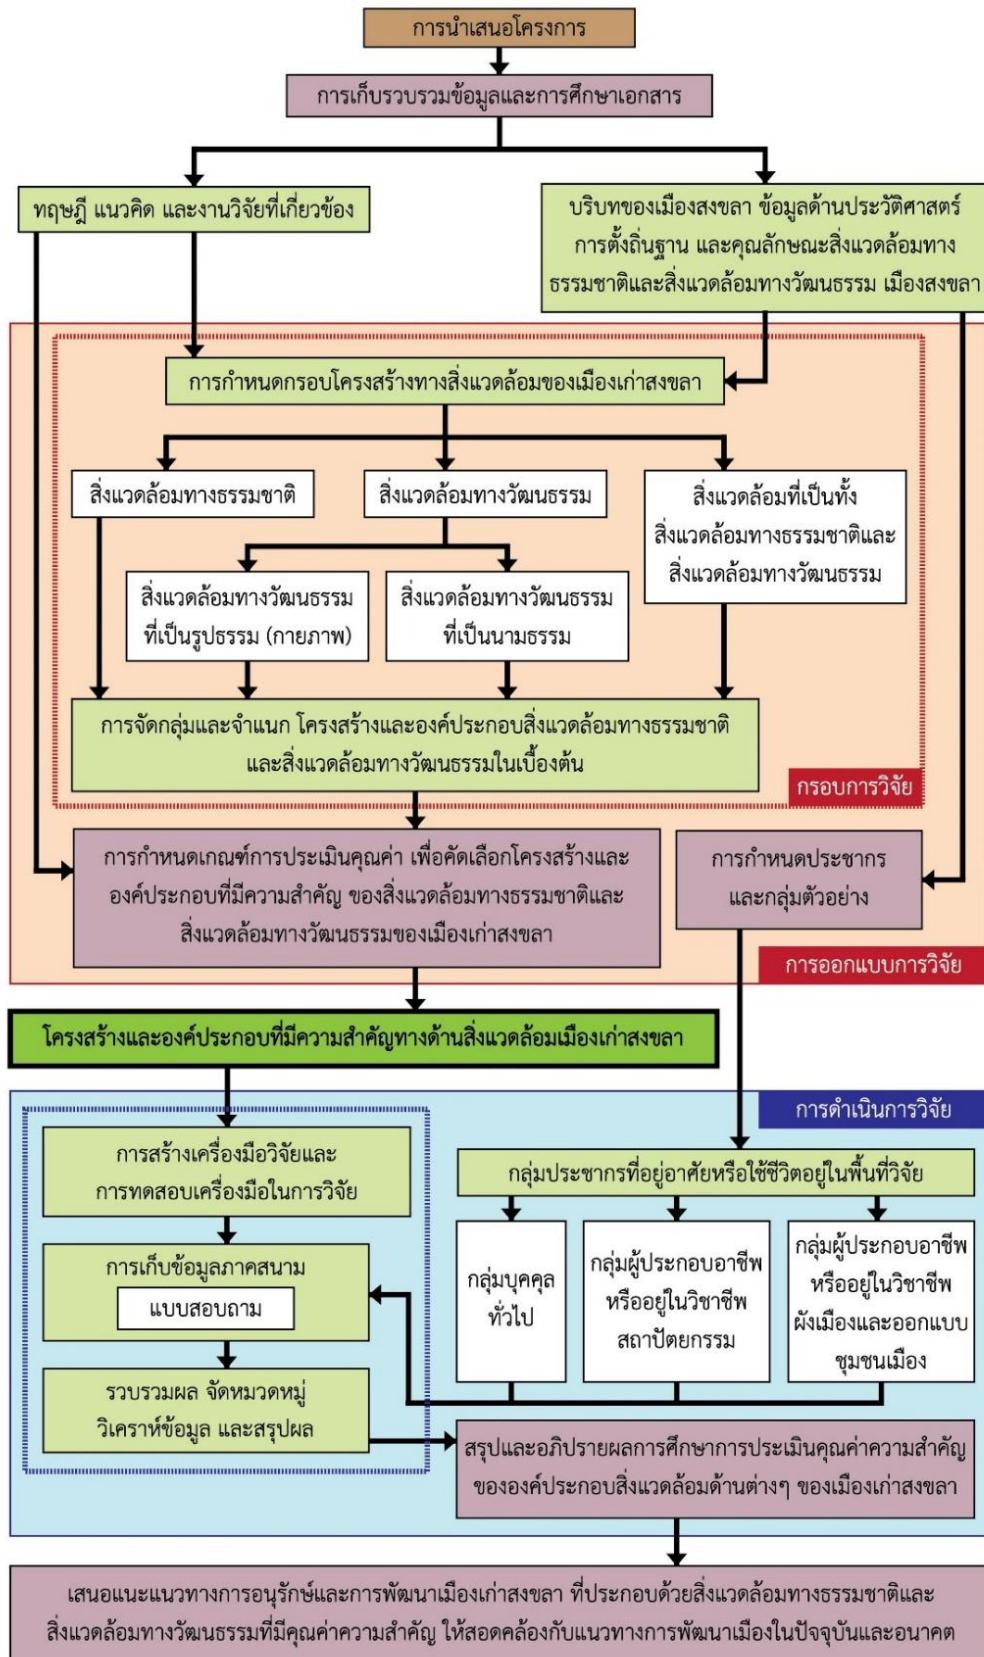 การนำเสนอโครงการ
การเก็บรวบรวมข้อมูลและการศึกษาเอกสาร
ทฤษฎี แนวคิด และงานวิจัยที่เกี่ยวข้อง
บริบทของเมืองสงขลา ข้อมูลด้านประวัติศาสตร์
การตั้งถิ่นฐาน และคุณลักษณะสิ่งแวดล้อมทาง
ธรรมชาติและสิ่งแวดล้อมทางวัฒนธรรม เมืองสงขลา
การกำหนดกรอบโครงสร้างทางสิ่งแวดล้อมของเมืองเก่าสงขลา
สิ่งแวดล้อมทางธรรมชาติ
สิ่งแวดล้อมทางวัฒนธรรม
สิ่งแวดล้อมที่เป็นทั้ง
สิ่งแวดล้อมทางธรรมชาติและ
สิ่งแวดล้อมทางวัฒนธรรม
สิ่งแวดล้อมทางวัฒนธรรม
ที่เป็นรูปธรรม (กายภาพ)
สิ่งแวดล้อมทางวัฒนธรรม
ที่เป็นนามธรรม
การจัดกลุ่มและจำแนก โครงสร้างและองค์ประกอบสิ่งแวดล้อมทางธรรมชาติ
และสิ่งแวดล้อมทางวัฒนธรรมในเบื้องต้น
กรอบการวิจัย
การกำหนดเกณฑ์การประเมินคุณค่า เพื่อคัดเลือกโครงสร้างและ
องค์ประกอบที่มีความสำคัญ ของสิ่งแวดล้อมทางธรรมชาติและ
สิ่งแวดล้อมทางวัฒนธรรมของเมืองเก่าสงขลา
การกำหนดประชากร
และกลุ่มตัวอย่าง
การออกแบบการวิจัย
โครงสร้างและองค์ประกอบที่มีความสำคัญทางด้านสิ่งแวดล้อมเมืองเก่าสงขลา
การดำเนินการวิจัย
การสร้างเครื่องมือวิจัยและ
การทดสอบเครื่องมือในการวิจัย
กลุ่มประชากรที่อยู่อาศัยหรือใช้ชีวิตอยู่ในพื้นที่วิจัย
การเก็บข้อมูลภาคสนาม
แบบสอบถาม
กลุ่มบุคคุล
ทั่วไป
กลุ่มผู้ประกอบอาชีพ
หรืออยู่ในวิชาชีพ
สถาปัตยกรรม
กลุ่มผู้ประกอบอาชีพ
หรืออยู่ในวิชาชีพ
ผังเมืองและออกแบบ
ชุมชนเมือง
รวบรวมผล จัดหมวดหมู่
วิเคราห์ข้อมูล และสรุปผล
สรุปและอภิปรายผลการศึกษาการประเมินคุณค่าความสำคัญ
ขององค์ประกอบสิ่งแวดล้อมด้านต่างๆ ของเมืองเก่าสงขลา
เสนอแนะแนวทางการอนุรักษ์และการพัฒนาเมืองเก่าสงขลา ที่ประกอบด้วยสิ่งแวดล้อมทางธรรมชาติและ
สิ่งแวดล้อมทางวัฒนธรรมที่มีคุณค่าความสำคัญ ให้สอดคล้องกับแนวทางการพัฒนาเมืองในปัจจุบันและอนาคต